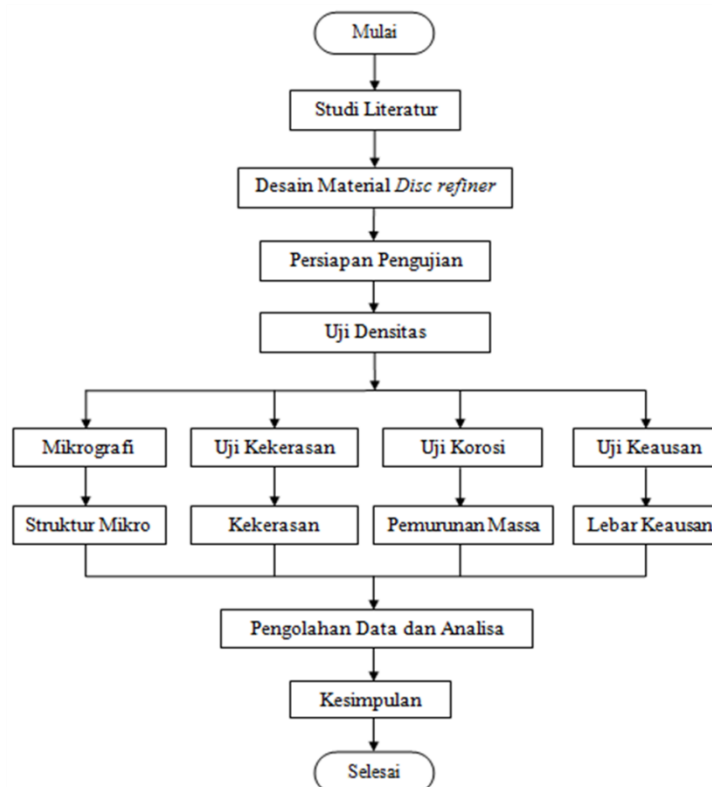 Mulai
Studi Literatur
Desain Material Disc refiner
Persiapan Pengujian
Uji Densitas
Mikrografi
Uji Kekerasan
Uji Korosi
Uji Keausan
Struktur Mikro
Kekerasan
Pemurunan Massa
Lebar Keausan
Pengolahan Data dan Analisa
Kesimpulan
Selesai